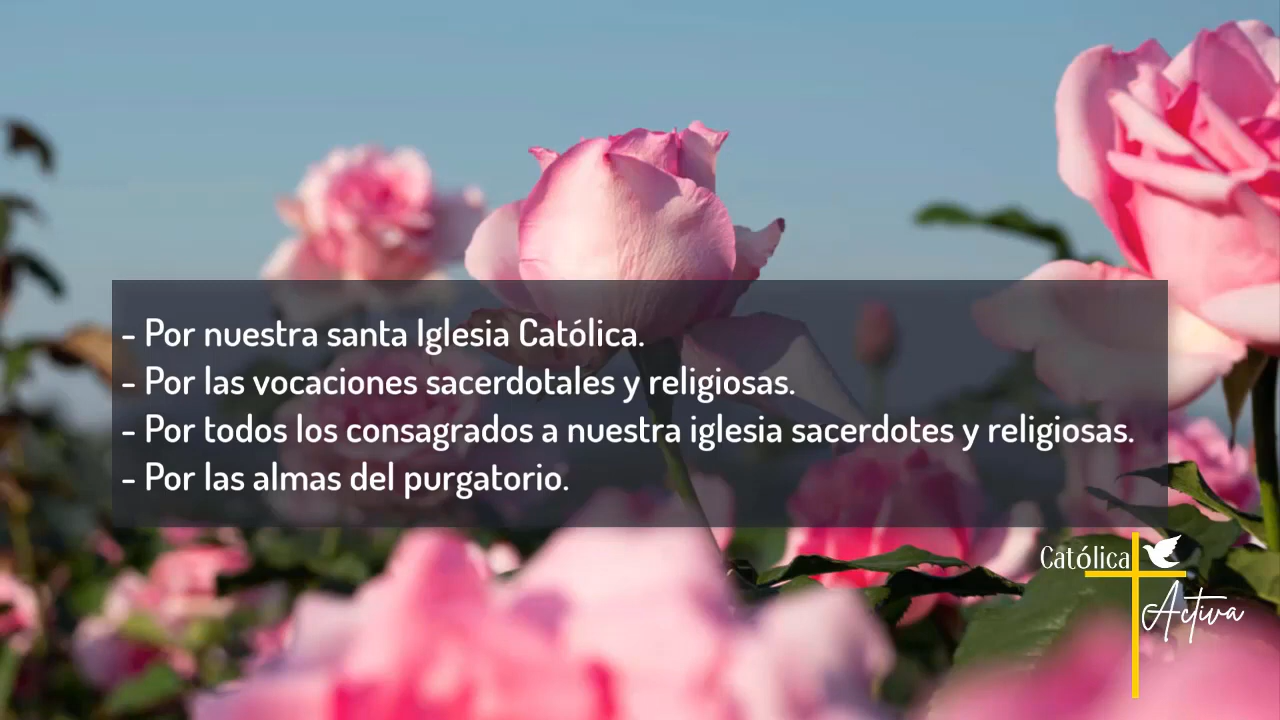 - Por nuestra santa Iglesia Católica.
- Por las vocaciones sacerdotales y religiosas.
- Por todos los consagrados a nuestra iglesia sacerdotes y religiosas.
- Por las almas del purgatorio.
Católica
Activa